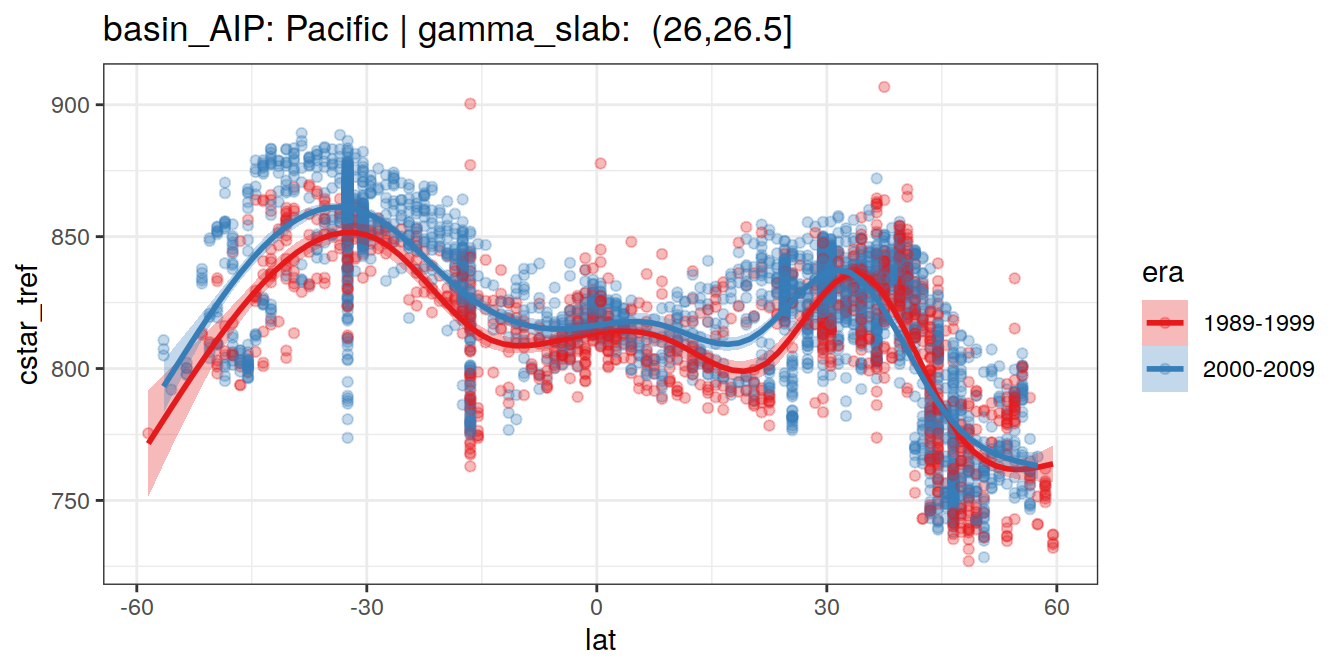 basin_AIP: Pacific | gamma_slab:  (26,26.5]
900
850
800
750
cstar_tref
-60
-30
0
30
60
lat
era
1989-1999
2000-2009